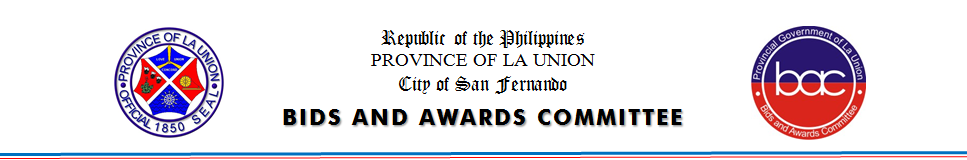 PROVINCE OF LA UNION
OFFICIAL 1850 SEAL
Republic of the Philippines
PROVINCE OF LA UNION
City of San Fernando
BIDS AND AWARDS COMMITTEE
Provincial Government of La Union
bac
Bids and Awards Committee